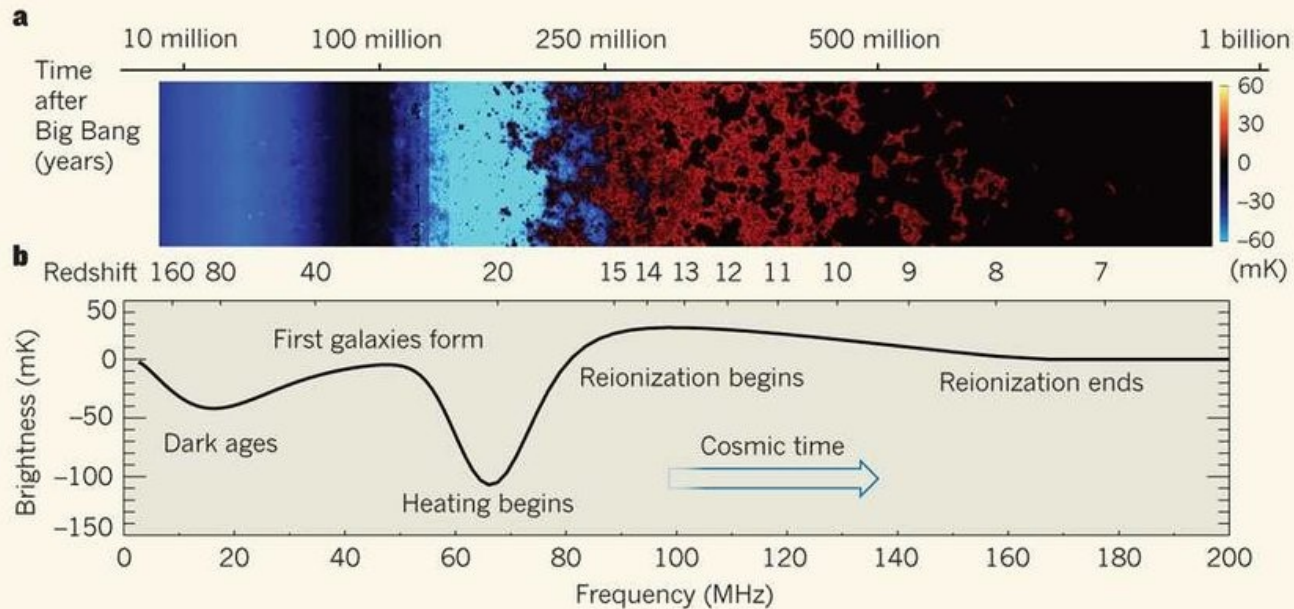 a
10 million 100 million 250 million 500 million 1 billion
Time
after
Big Bang
(years)
60
30
0
−30
−60
(mK)
b
Redshift 160 80 40 20 15 14 13 12 11 10 9 8 7
Brightness (mK)
50
0
−50
−100
−150
First galaxies form
Reionization begins
Reionization ends
Dark ages
Cosmic time
Heating begins
0 20 40 60 80 100 120 140 160 180 200
Frequency (MHz)